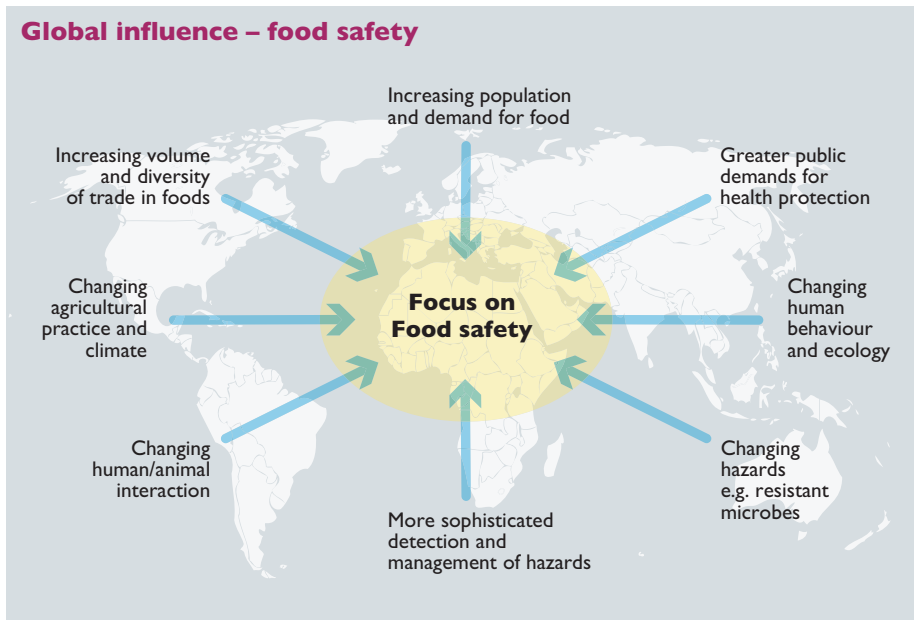 Global influence – food safety
Increasing population
and demand for food
Increasing volume
and diversity
of trade in foods
Greater public
demands for
health protection
Changing
agricultural
practice and
climate
Focus on
Food safety
Changing
human
behaviour
and ecology
Changing
human/animal
interaction
More sophisticated
detection and
management of hazards
Changing
hazards
e.g. resistant
microbes